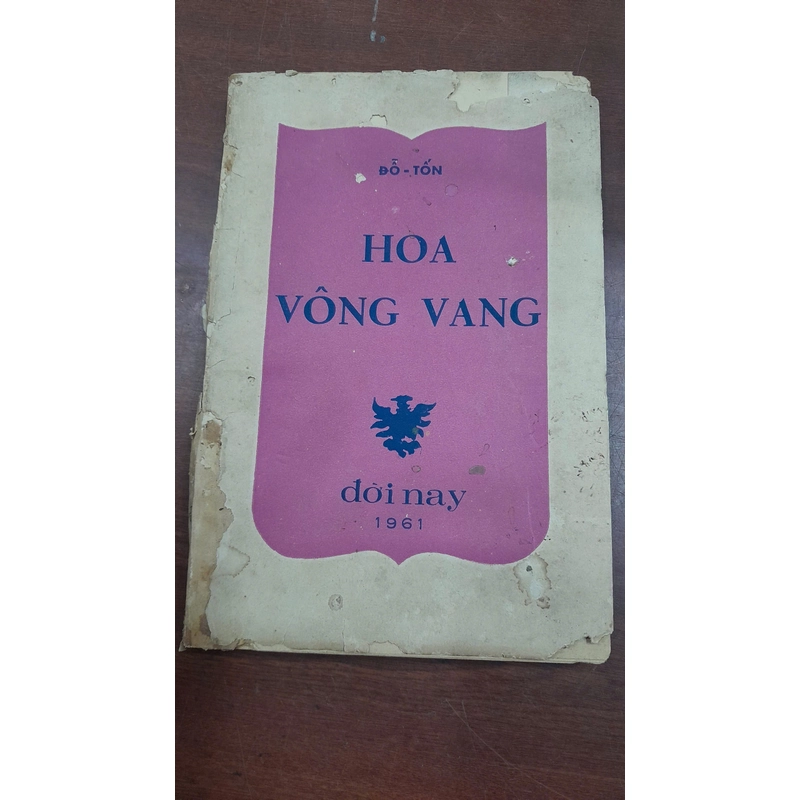 ĐỖ - TỐN
HOA
VÔNG VANG
đời nay
1961